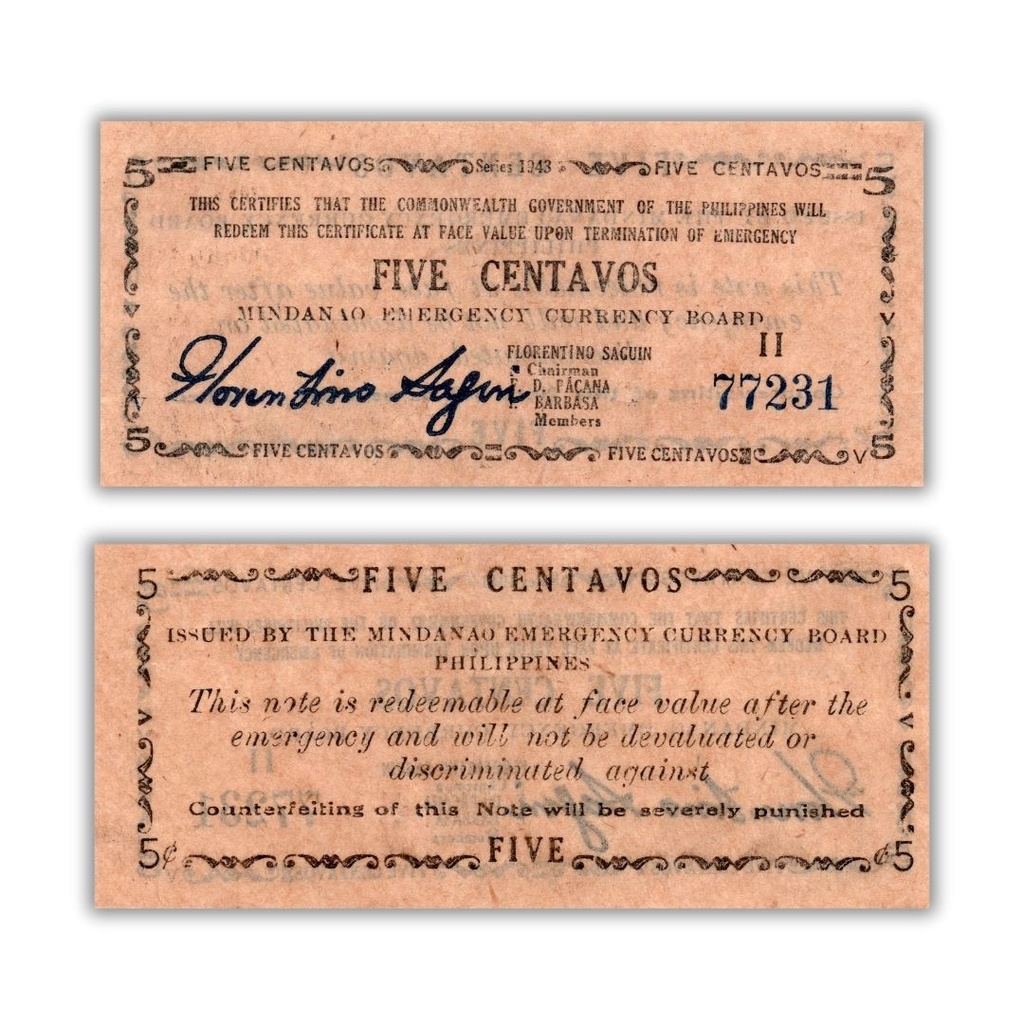 5 FIVE CENTAVOS Series 1943 FIVE CENTAVOS 5
THIS CERTIFIES THAT THE COMMONWEALTH GOVERNMENT OF THE PHILIPPINES WILL
REDEEM THIS CERTIFICATE AT FACE VALUE UPON TERMINATION OF EMERGENCY
FIVE CENTAVOS
MINDANAO EMERGENCY CURRENCY BOARD
V V
II
Florentino Saguin
FLORENTINO SAGUIN
Chairman
F. D. PACANA
BARBASA
Members
77231
V
5 FIVE CENTAVOS FIVE CENTAVOS V 5
5 FIVE CENTAVOS 5
ISSUED BY THE MINDANAO EMERGENCY CURRENCY BOARD
PHILIPPINES
This note is redeemable at face value after the
V V
emergency and will not be devaluated or
discriminated against
Counterfeiting of this Note will be severely punished
5¢ FIVE ¢5